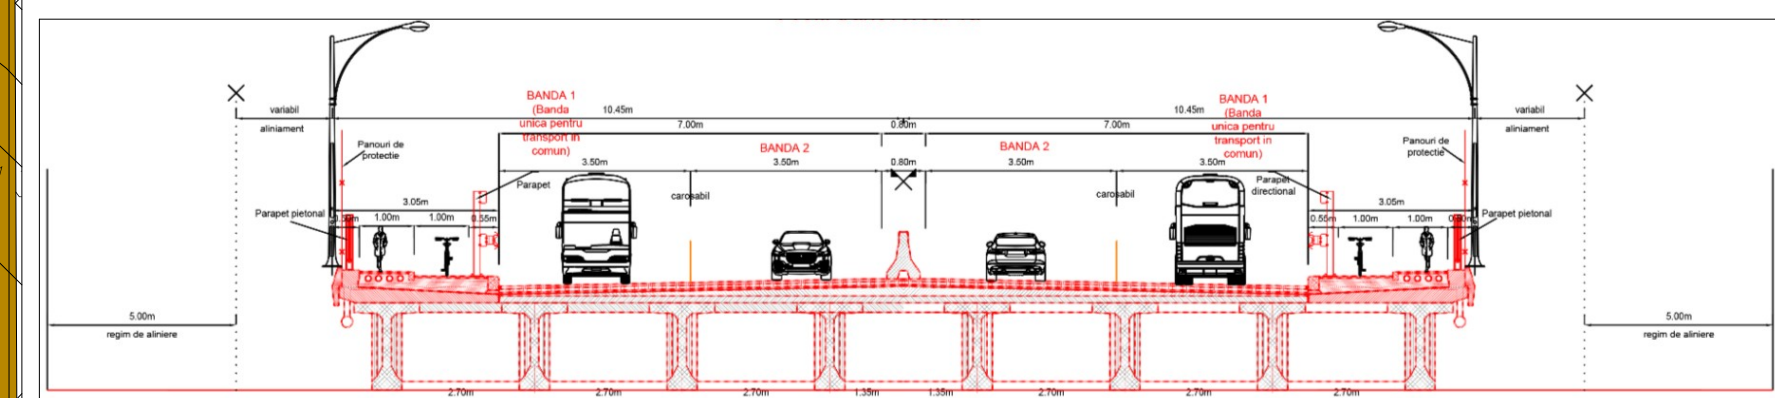 BANDA 1
(Banda
unica pentru
transport in
comun)
10.45m
10.45m
BANDA 1
(Banda
unica pentru
transport in
comun)
variabil
aliniament
variabil
aliniament
7.00m
0.80m
7.00m
Panouri de
protectie
BANDA 2
BANDA 2
Panouri de
protectie
3.50m
3.50m
0.80m
3.50m
3.50m
Parapet
carosabil
carosabil
Parapet
directional
3.05m
3.05m
Parapet pietonal
1.00m
1.00m
0.55m
0.55m
1.00m
1.00m
Parapet pietonal
5.00m
regim de aliniere
5.00m
regim de aliniere
2.70m
2.70m
2.70m
1.35m
1.35m
2.70m
2.70m
2.70m